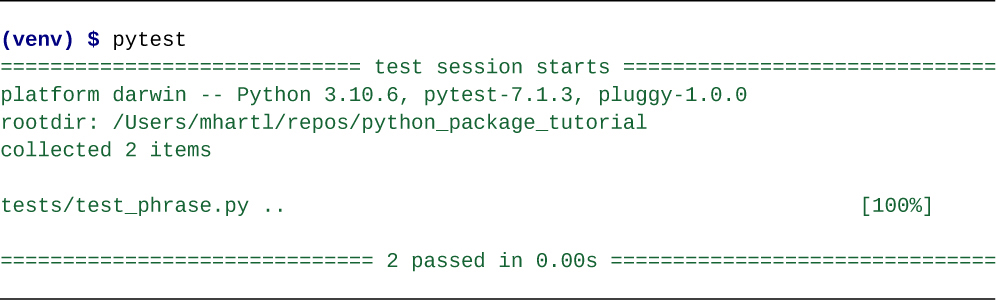 (venv) $ pytest
============================= test session starts ==============================
platform darwin -- Python 3.10.6, pytest-7.1.3, pluggy-1.0.0
rootdir: /Users/mhartl/repos/python_package_tutorial
collected 2 items
tests/test_phrase.py .. [100%]
============================== 2 passed in 0.00s ===============================